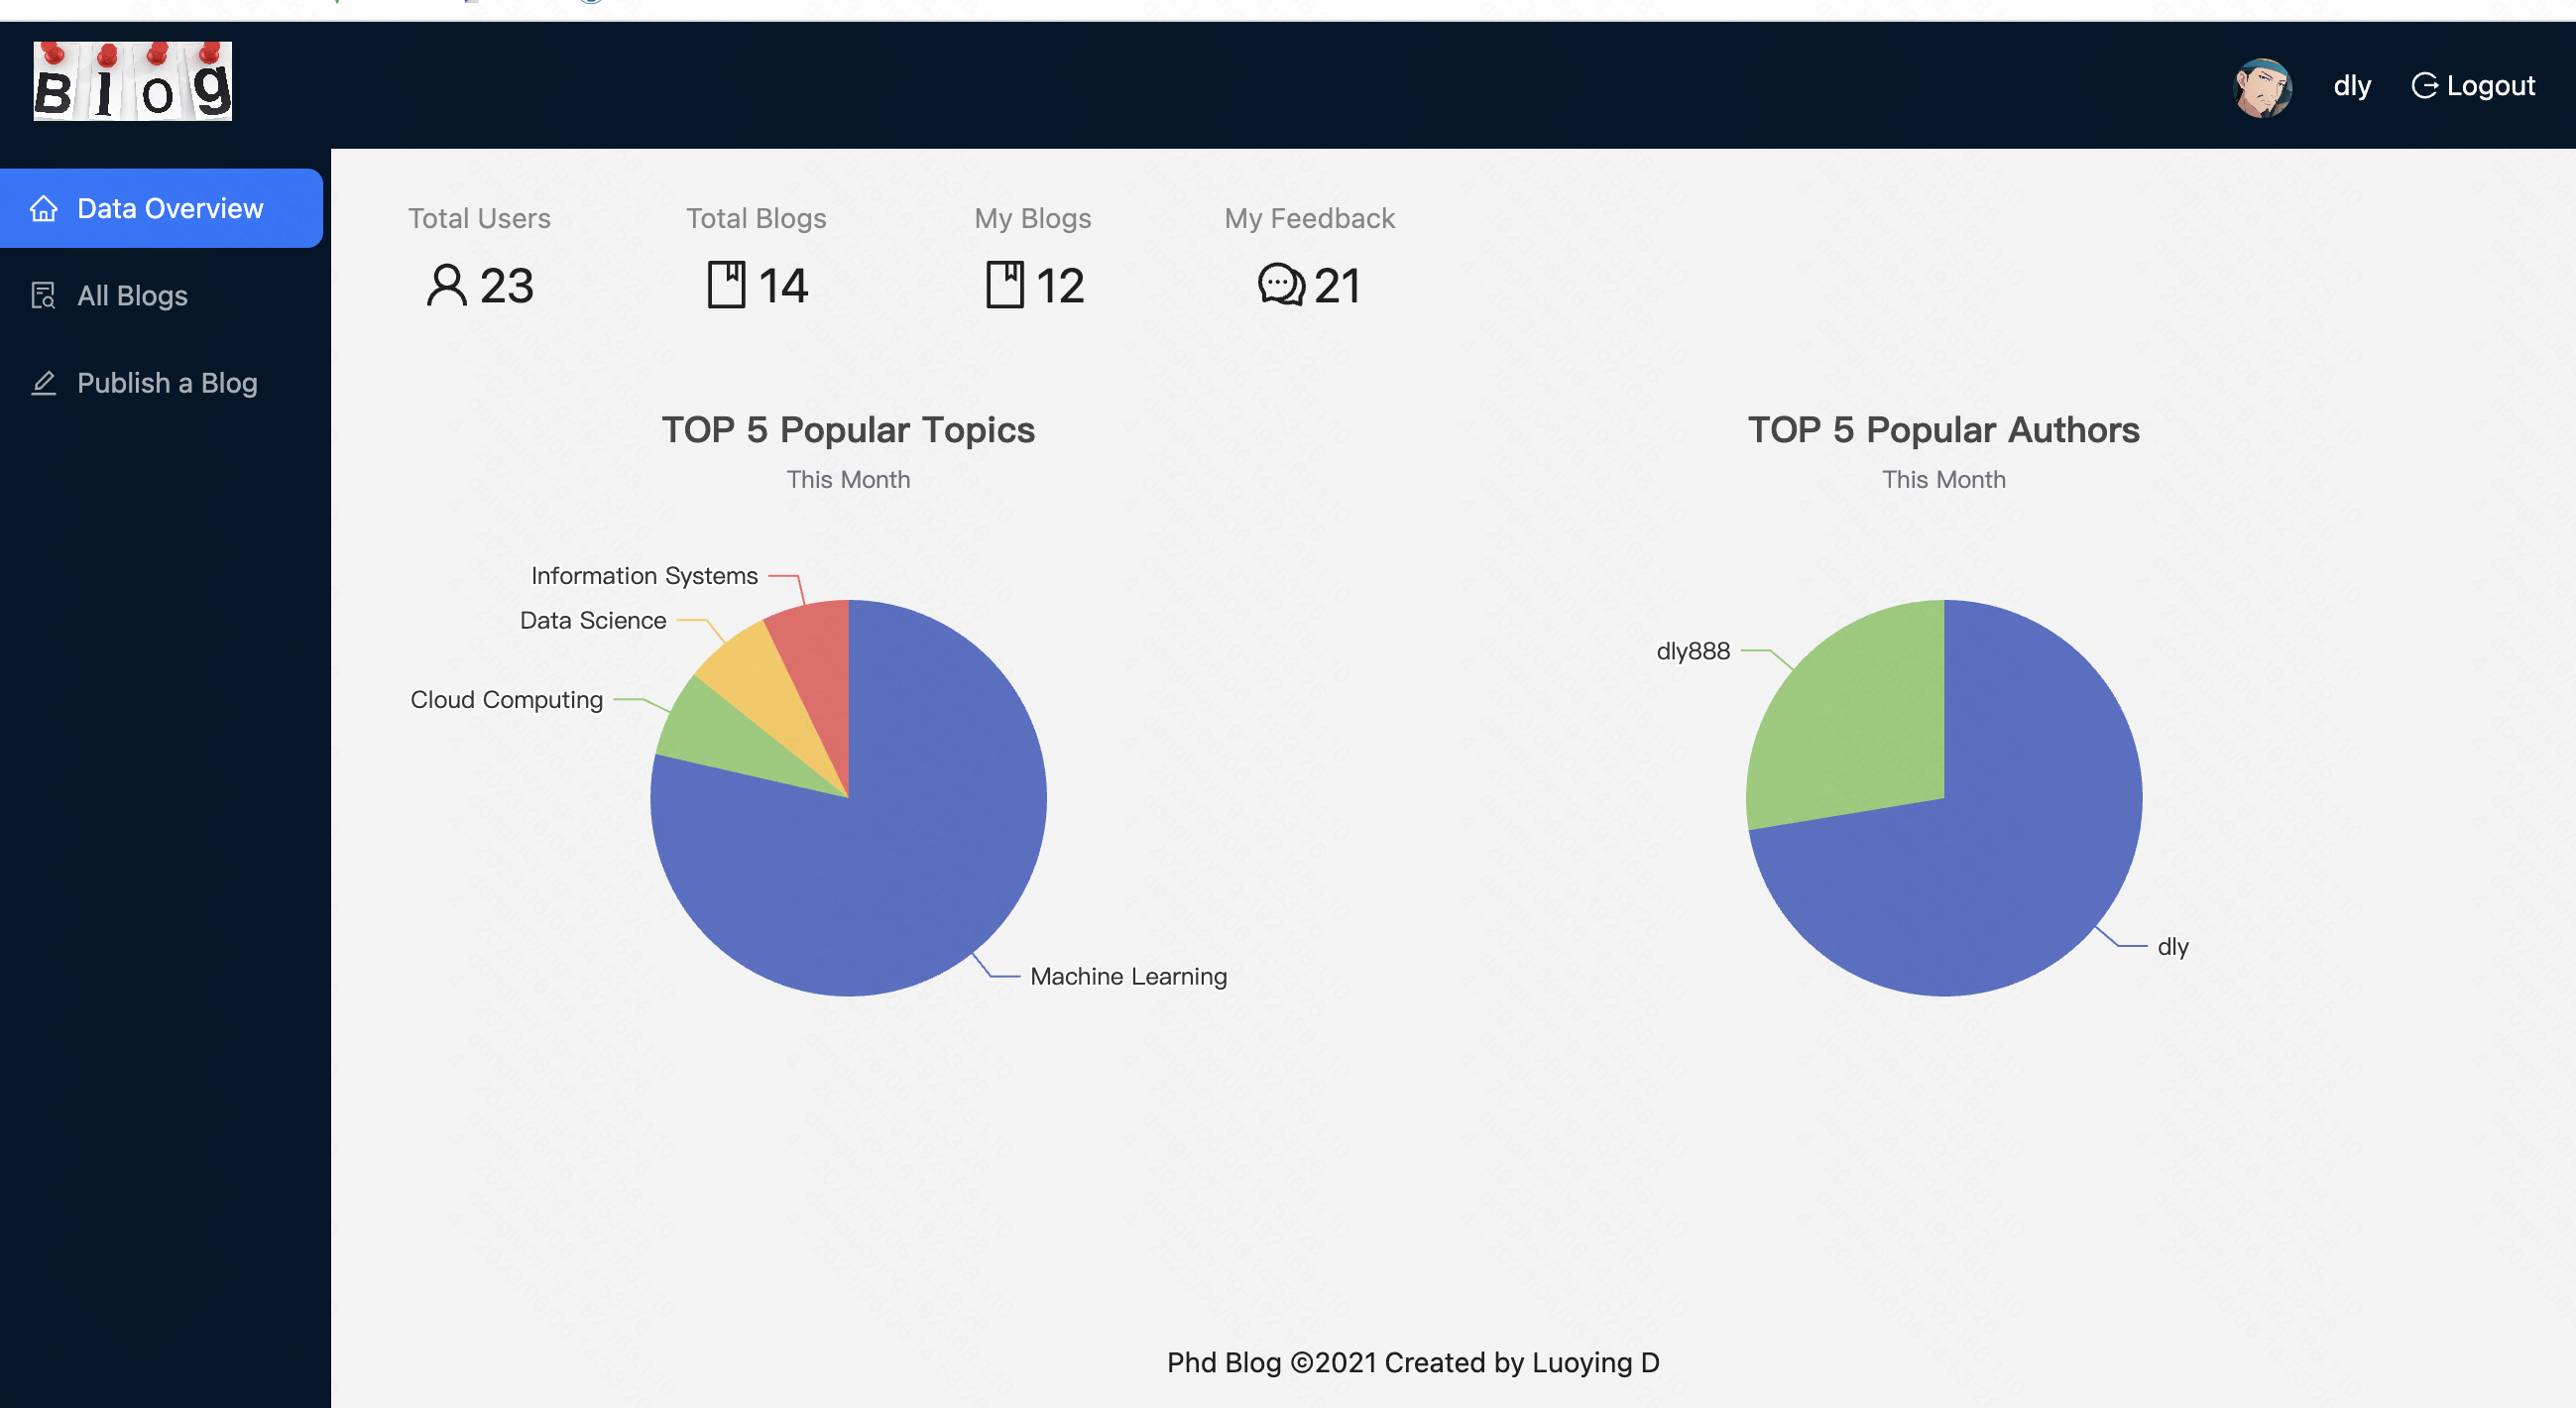 Blog
dly
Logout
Data Overview
All Blogs
Publish a Blog
Total Users
23
Total Blogs
14
My Blogs
12
My Feedback
21
TOP 5 Popular Topics
This Month
Information Systems
Data Science
Cloud Computing
Machine Learning
TOP 5 Popular Authors
This Month
dly888
dly
Phd Blog ©2021 Created by Luoying D